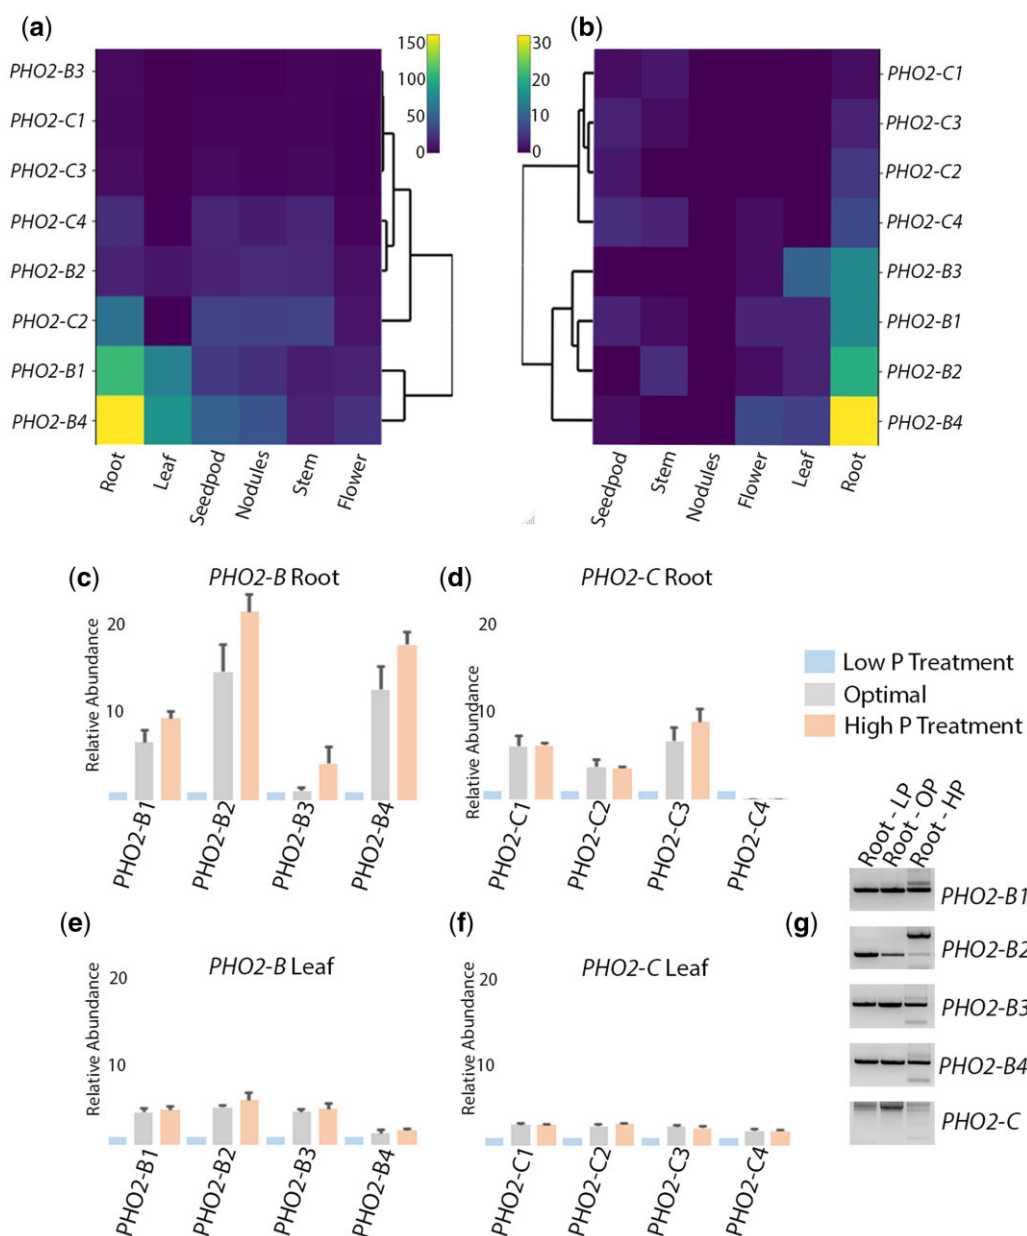 (a)
150
100
50
0
PHO2-B3
PHO2-C1
PHO2-C3
PHO2-C4
PHO2-B2
PHO2-C2
PHO2-B1
PHO2-B4
Root
Leaf
Seedpod
Nodules
Stem
Flower
(b)
30
20
10
0
PHO2-C1
PHO2-C3
PHO2-C2
PHO2-C4
PHO2-B3
PHO2-B1
PHO2-B2
PHO2-B4
Seedpod
Stem
Nodules
Flower
Leaf
Root
(c)
PHO2-B Root
Relative Abundance
20
10
PHO2-B1
PHO2-B2
PHO2-B3
PHO2-B4
(d)
PHO2-C Root
Relative Abundance
20
10
PHO2-C1
PHO2-C2
PHO2-C3
PHO2-C4
Low P Treatment
Optimal
High P Treatment
(e)
PHO2-B Leaf
Relative Abundance
20
10
PHO2-B1
PHO2-B2
PHO2-B3
PHO2-B4
(f)
PHO2-C Leaf
Relative Abundance
20
10
PHO2-C1
PHO2-C2
PHO2-C3
PHO2-C4
(g)
Root - LP
Root - OP
Root - HP
PHO2-B1
PHO2-B2
PHO2-B3
PHO2-B4
PHO2-C